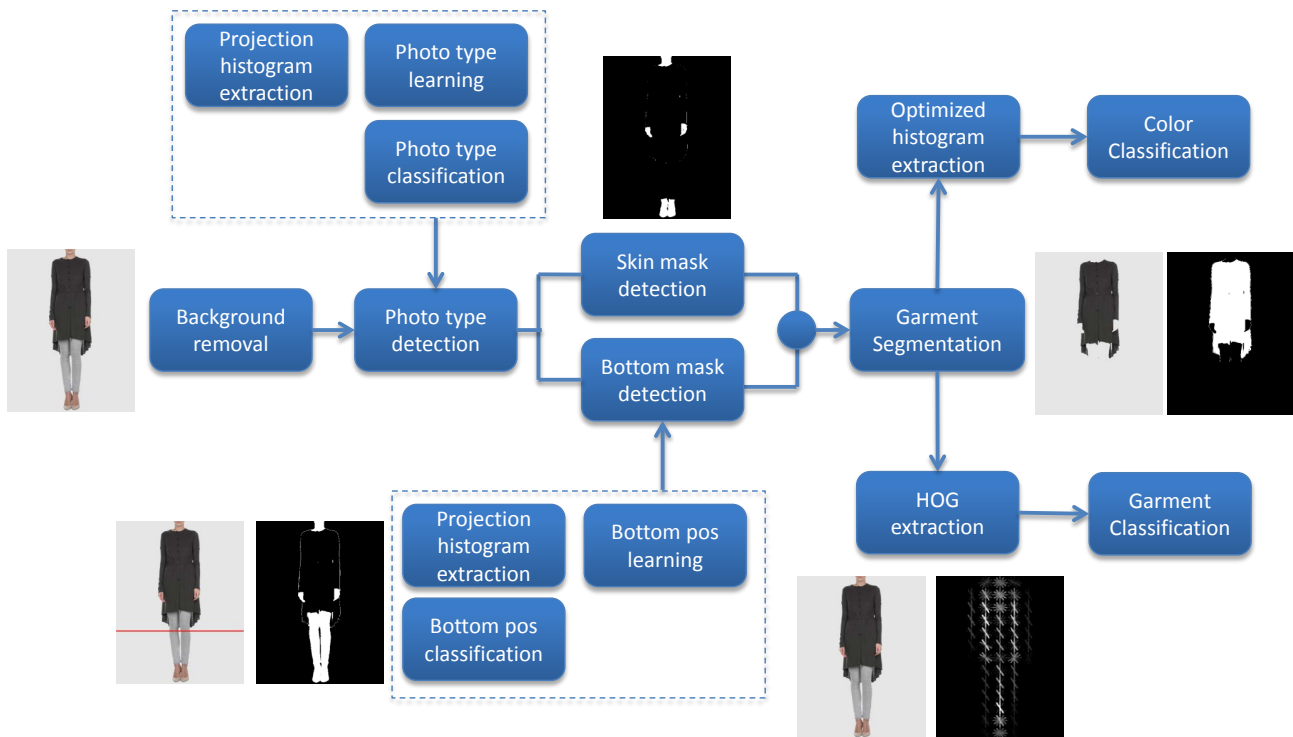 Projection
histogram
extraction
Photo type
learning
Photo type
classification
Optimized
histogram
extraction
Color
Classification
Skin mask
detection
Background
removal
Photo type
detection
Garment
Segmentation
Bottom mask
detection
Projection
histogram
extraction
Bottom pos
learning
Bottom pos
classification
HOG
extraction
Garment
Classification